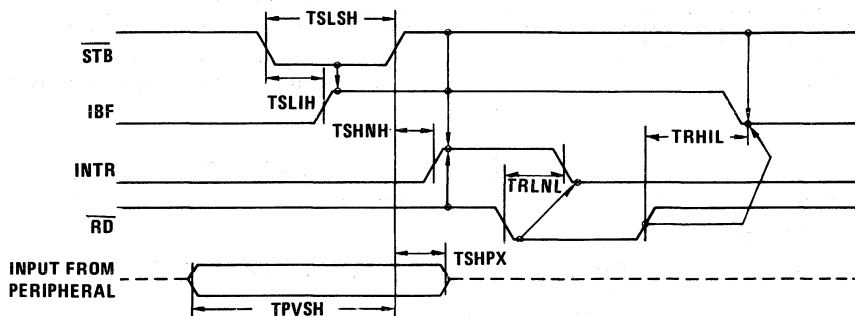 TSLSH
STB
TSLIH
IBF
TSHNH
TRHIL
INTR
TRLNL
RD
TSHPX
INPUT FROM
PERIPHERAL
TPVSH